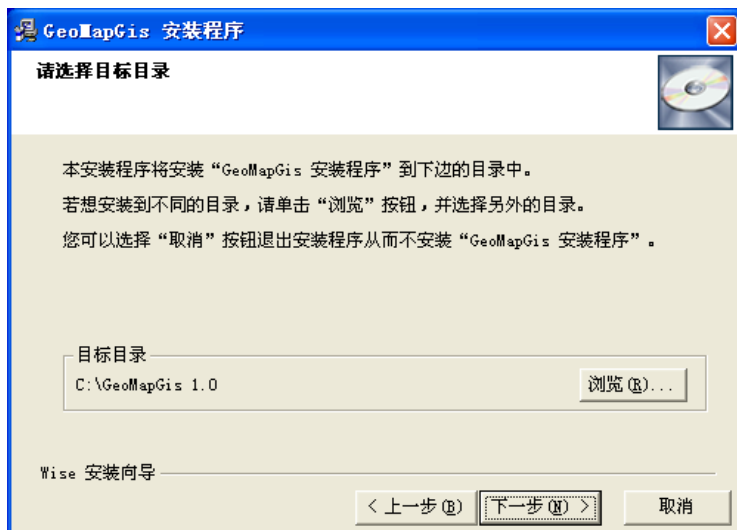 GeoMapGis 安装程序
请选择目标目录
本安装程序将安装“GeoMapGis 安装程序”到下边的目录中。
若想安装到不同的目录，请单击“浏览”按钮，并选择另外的目录。
您可以选择“取消”按钮退出安装程序从而不安装“GeoMapGis 安装程序”。
目标目录
C:\GeoMapGis 1.0
浏览(R)...
Wise 安装向导
< 上一步(B)
下一步(N) >
取消